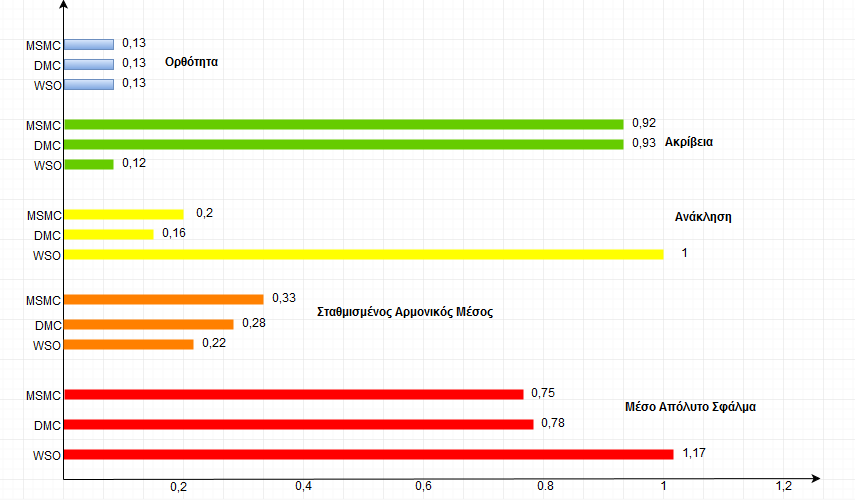 MSMC 0,13
DMC 0,13 Ορθότητα
WSO 0,13
MSMC 0,92
DMC 0,93 Ακρίβεια
WSO 0,12
MSMC 0,2 Ανάκληση
DMC 0,16
WSO 1
MSMC 0,33
Σταθμισμένος Αρμονικός Μέσος
DMC 0,28
WSO 0,22
MSMC 0,75
Μέσο Απόλυτο Σφάλμα
DMC 0,78
WSO 1,17
0,2 0,4 0,6 0.8 1 1,2